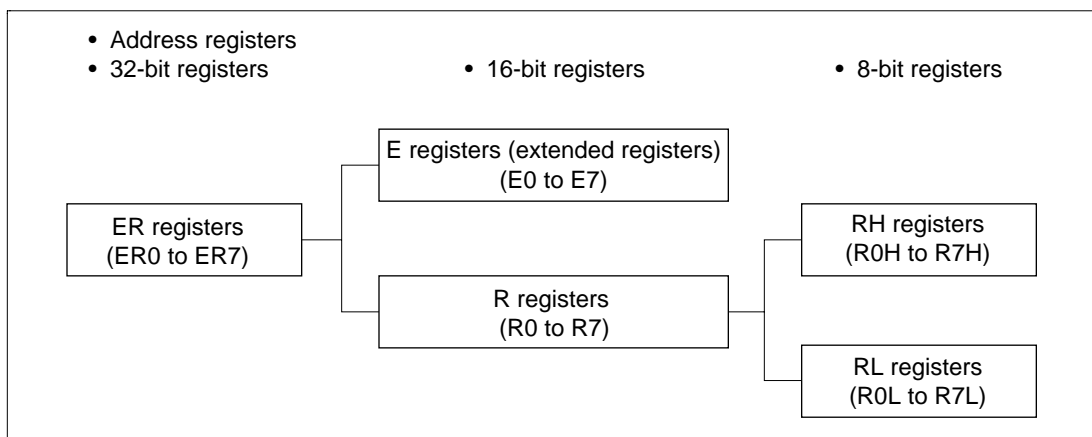 • Address registers
• 32-bit registers
• 16-bit registers
• 8-bit registers
E registers (extended registers)
(E0 to E7)
ER registers
(ER0 to ER7)
RH registers
(R0H to R7H)
R registers
(R0 to R7)
RL registers
(R0L to R7L)